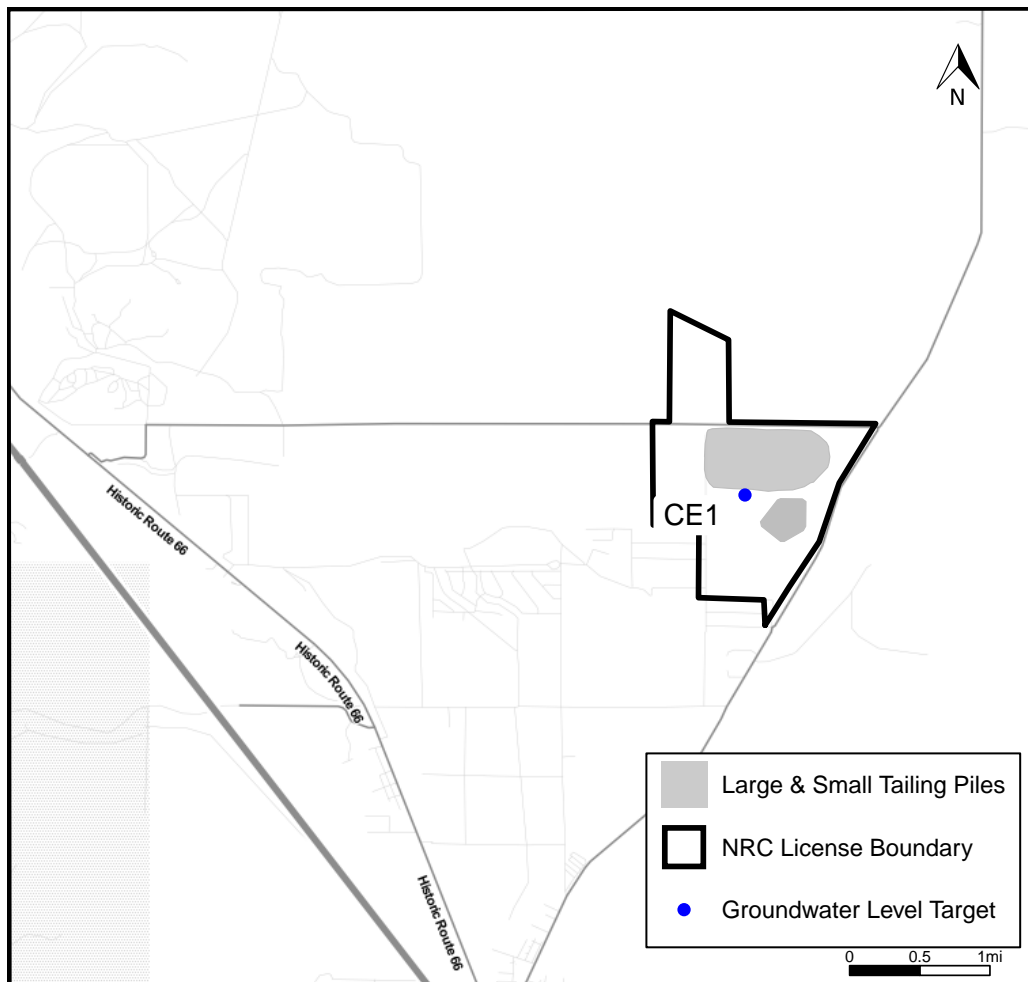 N
CE1
Historic Route 66
Historic Route 66
Historic Route 66
Large & Small Tailing Piles
NRC License Boundary
Groundwater Level Target
0 0.5 1mi